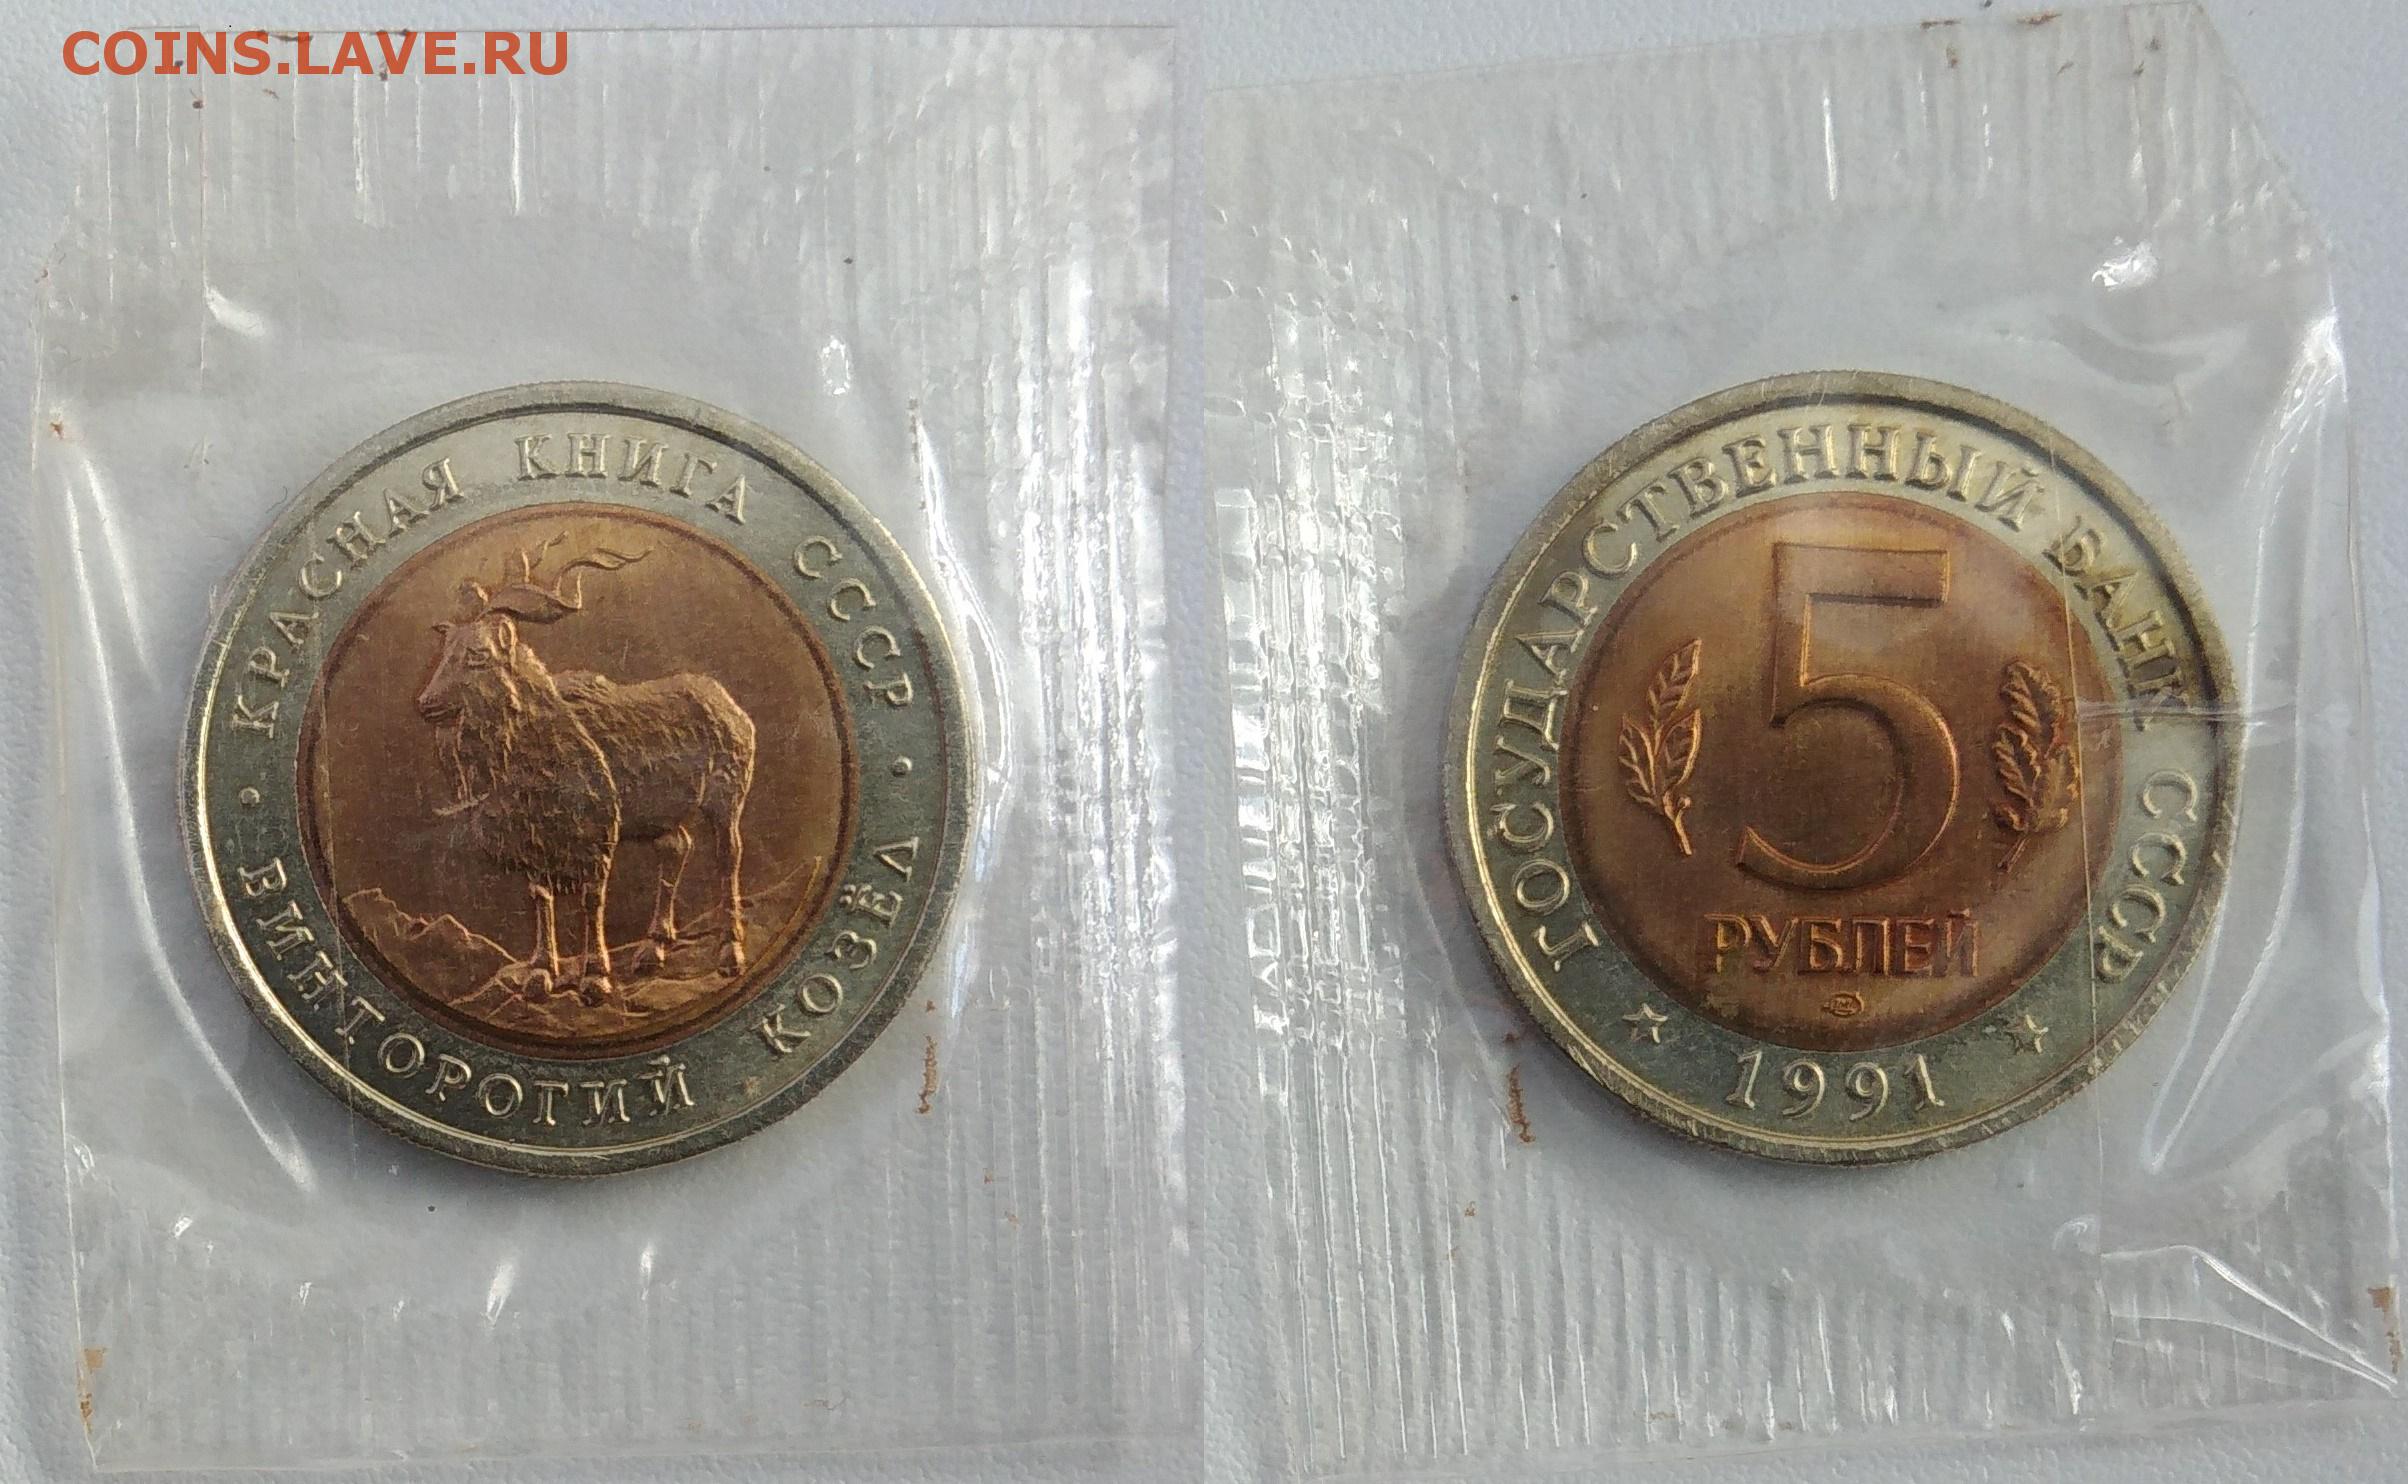 COINS.LAVE.RU
• КРАСНАЯ КНИГА СССР •
ВИНТОРОГИЙ КОЗЁЛ
ГОСУДАРСТВЕННЫЙ БАНК СССР
5
РУБЛЕЙ
1991